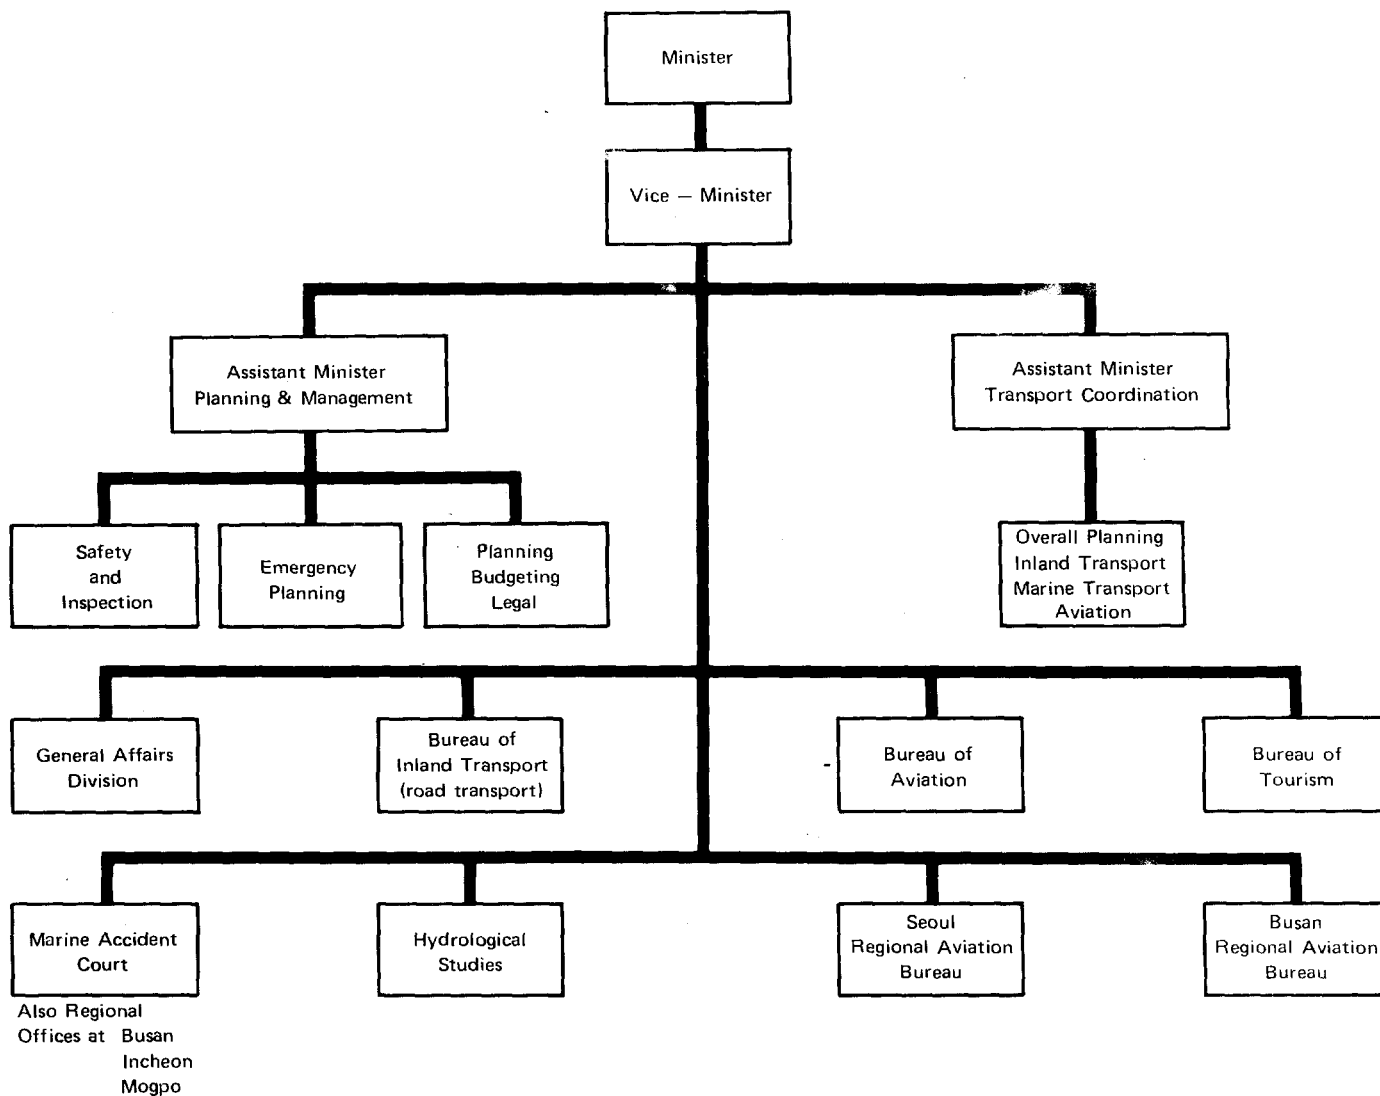 Minister
Vice — Minister
Assistant Minister
Planning & Management
Assistant Minister
Transport Coordination
Safety
and
Inspection
Emergency
Planning
Planning
Budgeting
Legal
Overall Planning
Inland Transport
Marine Transport
Aviation
General Affairs
Division
Bureau of
Inland Transport
(road transport)
Bureau of
Aviation
Bureau of
Tourism
Marine Accident
Court
Hydrological
Studies
Seoul
Regional Aviation
Bureau
Busan
Regional Aviation
Bureau
Also Regional
Offices at Busan
Incheon
Mogpo